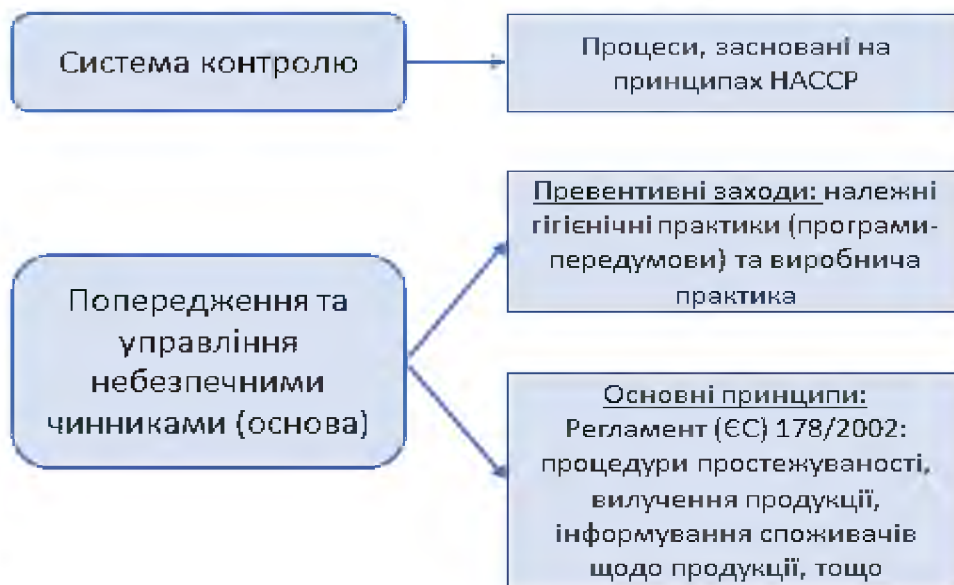 Система контролю
Процеси, засновані на
принципах НАССР
Превентивні заходи: належні
гігієнічні практики (програми-
передумови) та виробнича
практика
Попередження та
управління
небезпечними
чинниками (основа)
Основні принципи:
Регламент (ЄС) 178/2002:
процедури простежуваності,
вилучення продукції,
інформування споживачів
щодо продукції, тощо